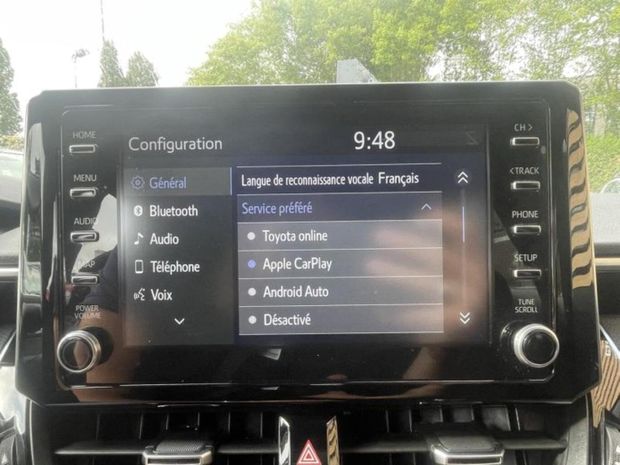 HOME
MENU
AUDIO
MAP
POWER
VOLUME
Configuration
9:48
Général
Bluetooth
Audio
Téléphone
Voix
Langue de reconnaissance vocale Français
Service préféré
Toyota online
Apple CarPlay
Android Auto
Désactivé
CH >
< TRACK
PHONE
SETUP
TUNE
SCROLL